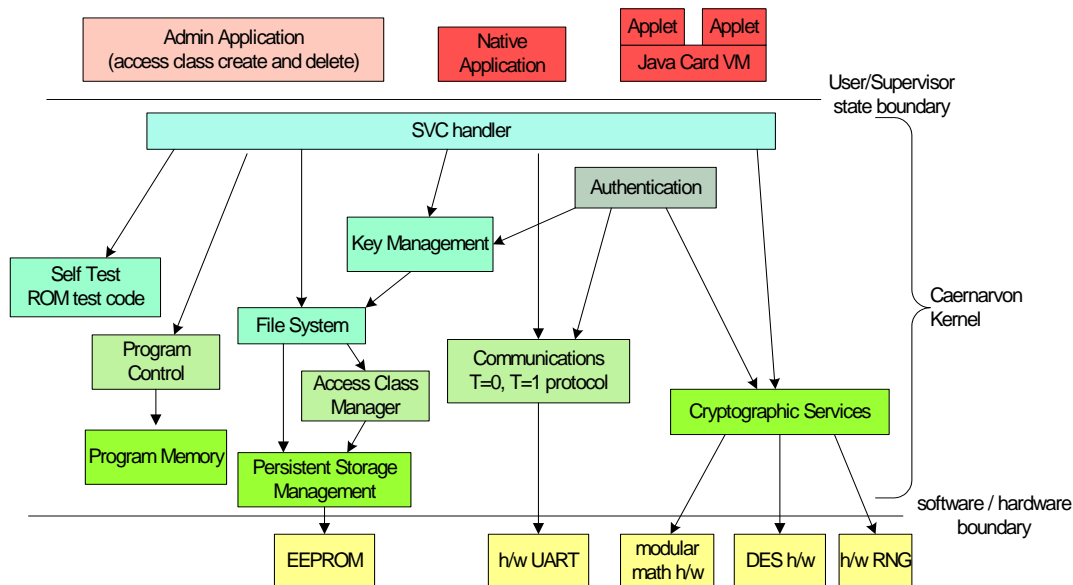 Admin Application
(access class create and delete)
Native
Application
Applet
Applet
Java Card VM
User/Supervisor
state boundary
SVC handler
Authentication
Key Management
Self Test
ROM test code
File System
Caernarvon
Kernel
Program
Control
Communications
T=0, T=1 protocol
Access Class
Manager
Cryptographic Services
Program Memory
Persistent Storage
Management
software / hardware
boundary
EEPROM
h/w UART
modular
math h/w
DES h/w
h/w RNG